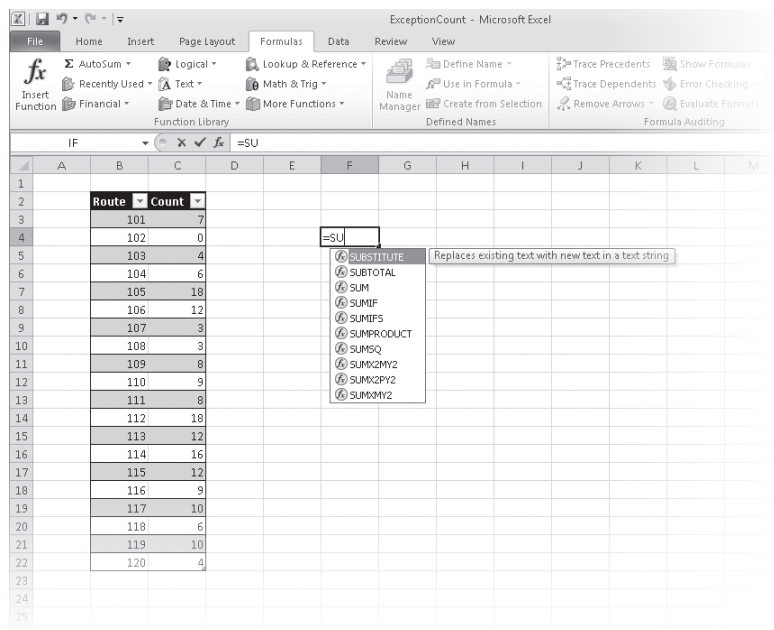 ExceptionCount - Microsoft Excel
File Home Insert Page Layout Formulas Data Review View
Σ AutoSum Logical Lookup & Reference Define Name Trace Precedents Show Formulas
fx Recently Used Text Math & Trig Name Manager Use in Formula Trace Dependents Error Checking
Insert Function Financial Date & Time More Functions Create from Selection Remove Arrows Evaluate Formula
Function Library Defined Names Formula Auditing
IF fx =SU
A B C D E F G H I J K L M
1
2 Route Count
3 101 7
4 102 0 =SU
5 103 4 SUBSTITUTE Replaces existing text with new text in a text string
6 104 6 SUBTOTAL
7 105 18 SUM
8 106 12 SUMIF
9 107 3 SUMIFS
10 108 3 SUMPRODUCT
11 109 8 SUMSQ
12 110 9 SUMX2MY2
13 111 8 SUMX2PY2
14 112 18 SUMXMY2
15 113 12
16 114 16
17 115 12
18 116 9
19 117 10
20 118 6
21 119 10
22 120 4
23
24
25